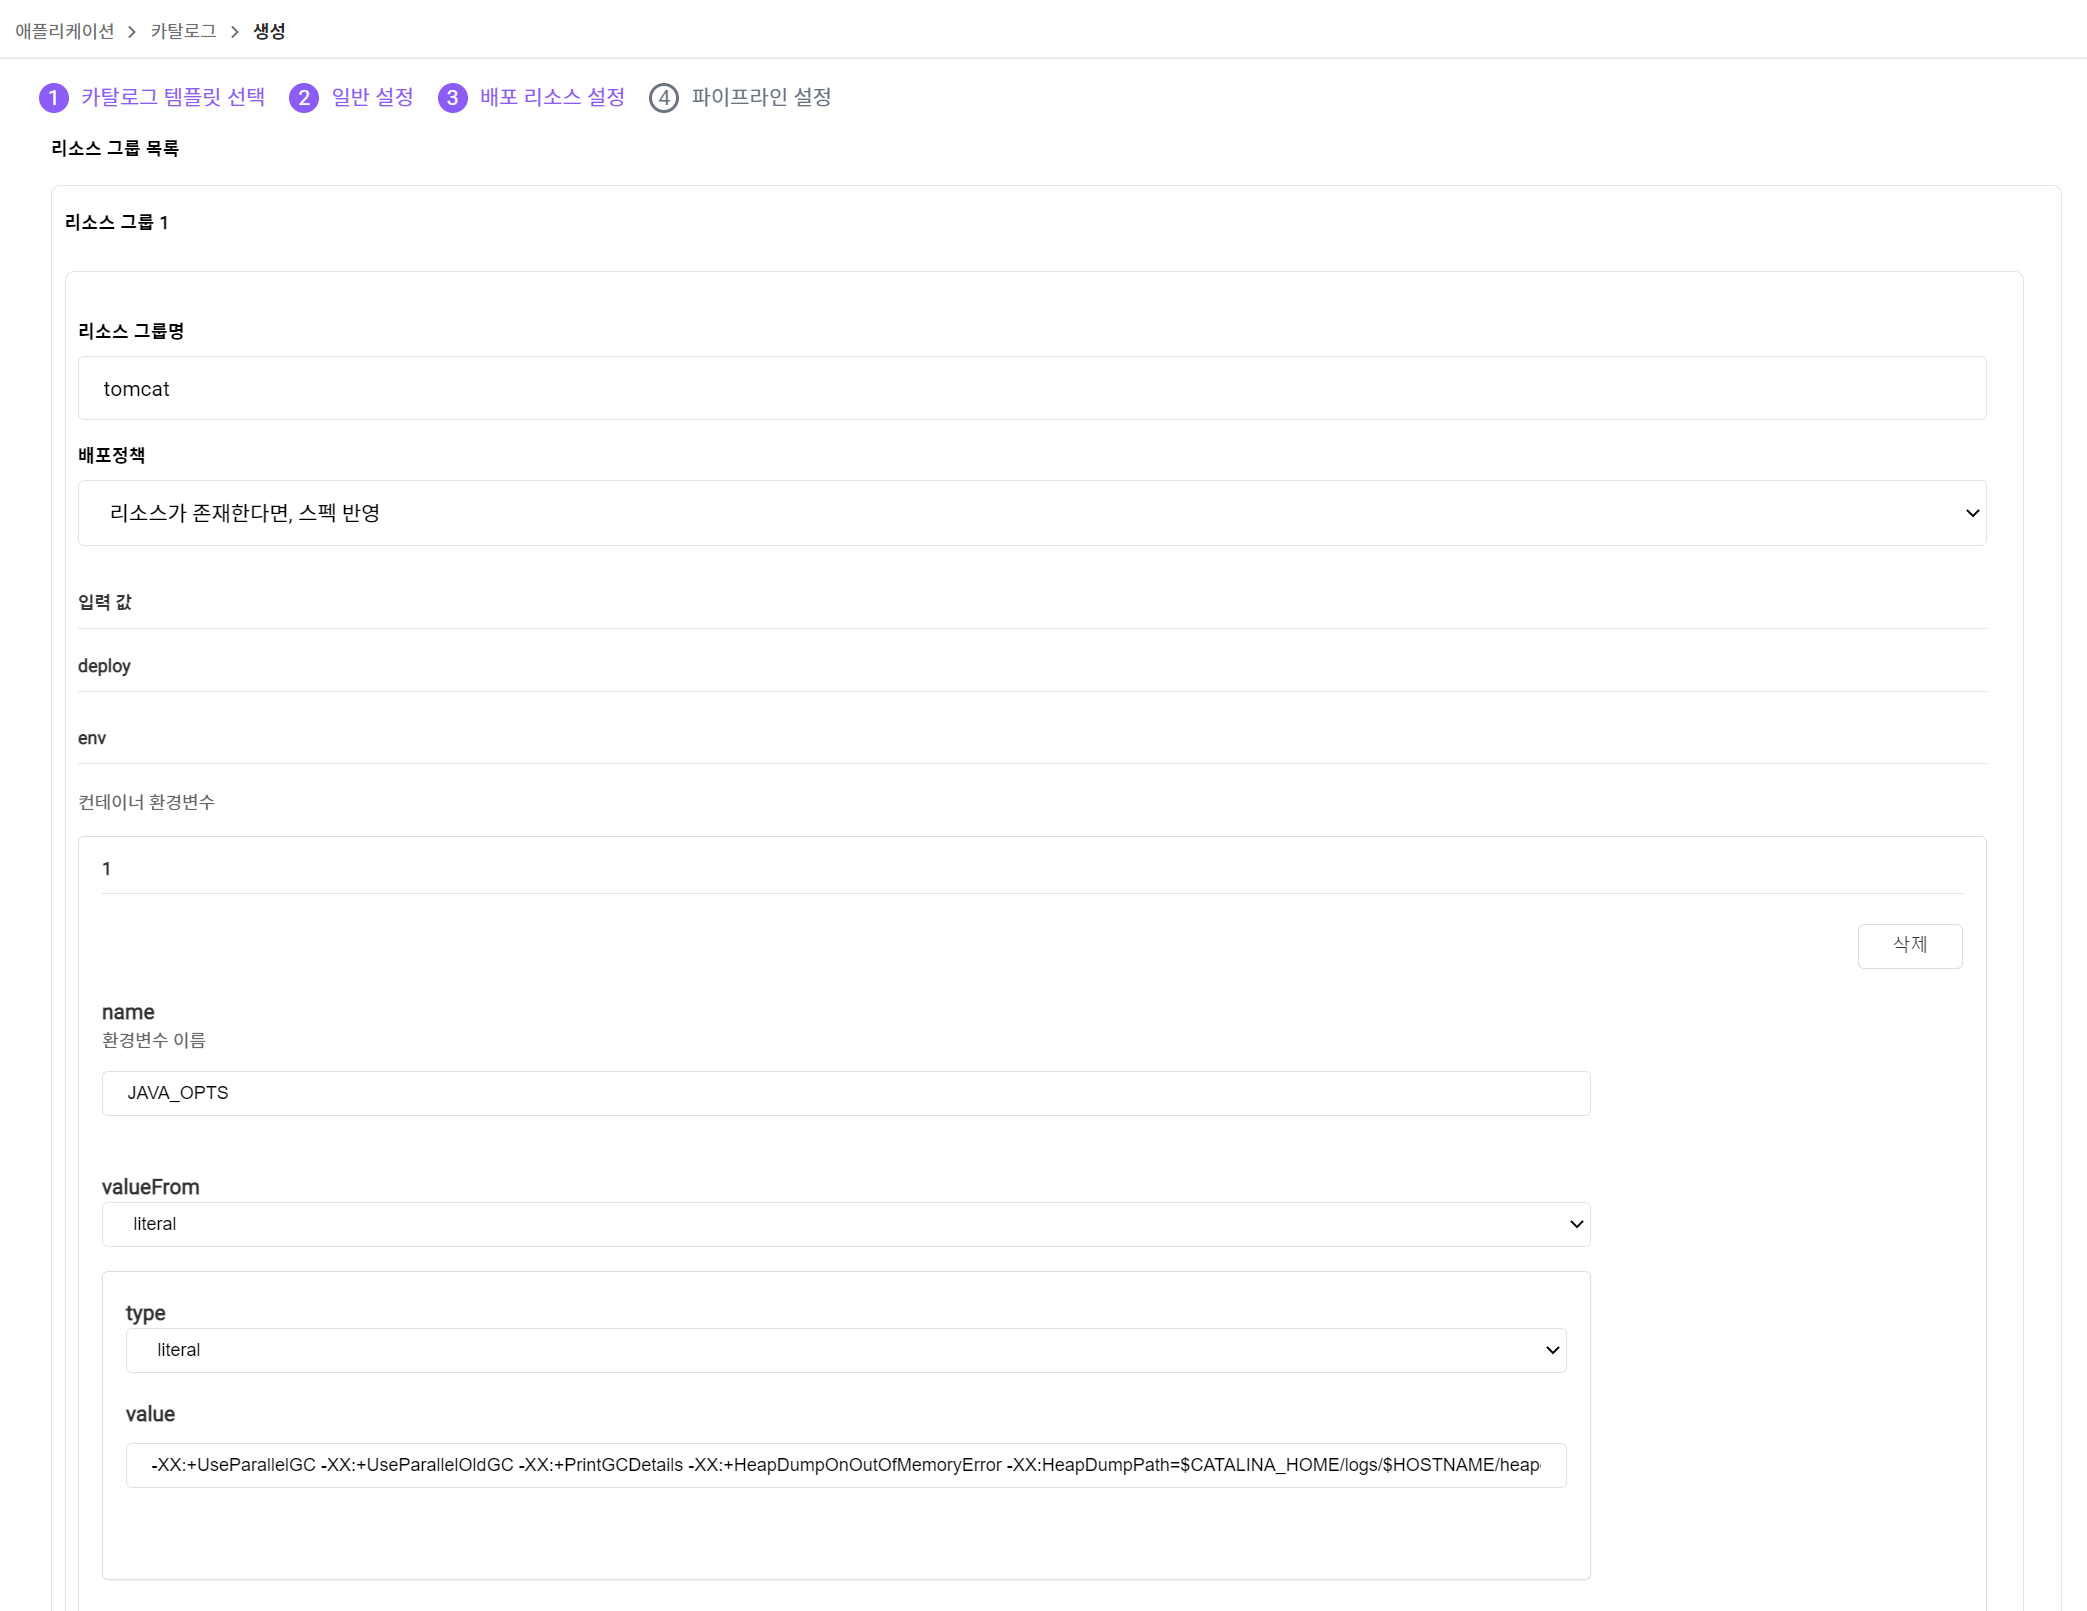 애플리케이션 > 카탈로그 > 생성
1 카탈로그 템플릿 선택 2 일반 설정 3 배포 리소스 설정 4 파이프라인 설정
리소스 그룹 목록
리소스 그룹 1
리소스 그룹명
tomcat
배포정책
리소스가 존재한다면, 스펙 반영
입력 값
deploy
env
컨테이너 환경변수
1
삭제
name
환경변수 이름
JAVA_OPTS
valueFrom
literal
type
literal
value
-XX:+UseParallelGC -XX:+UseParallelOldGC -XX:+PrintGCDetails -XX:+HeapDumpOnOutOfMemoryError -XX:HeapDumpPath=$CATALINA_HOME/logs/$HOSTNAME/heap